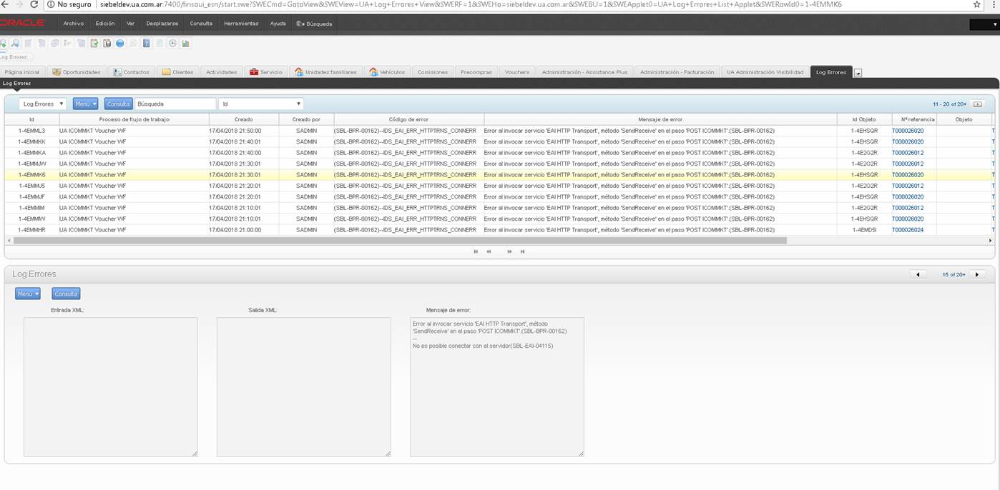 No seguro | siebeldev.ua.com.ar:7400/finsoui_esn/start.swe?SWECmd=GotoView&SWEView=UA+Log+Errores+View&SWERF=1&SWEHo=siebeldev.ua.com.ar&SWEBU=1&SWEApplet0=UA+Log+Errores+List+Applet&SWERowId0=1-4EMMK6
ORACLE Archivo Edición Ver Desplazarse Consulta Herramientas Ayuda Búsqueda
Log Errores:
Página inicial Oportunidades Contactos Clientes Actividades Servicio Unidades familiares Vehículos Comisiones Precompras Vouchers Administración - Assistance Plus Administración - Facturación UA Administración Visibilidad Log Errores
Log Errores
Log Errores Menú Consulta Búsqueda Id 11 - 20 of 20+
Id Proceso de flujo de trabajo Creado Creado por Código de error Mensaje de error Id Objeto Nº referencia Objeto
1-4EMML3 UA ICOMMKT Voucher WF 17/04/2018 21:50:00 SADMIN (SBL-BPR-00162)--IDS_EAI_ERR_HTTPTRNS_CONNERR Error al invocar servicio 'EAI HTTP Transport', método 'SendReceive' en el paso 'POST ICOMMKT'.(SBL-BPR-00162) 1-4EHSQR T000026020 T
1-4EMMKK UA ICOMMKT Voucher WF 17/04/2018 21:40:01 SADMIN (SBL-BPR-00162)--IDS_EAI_ERR_HTTPTRNS_CONNERR Error al invocar servicio 'EAI HTTP Transport', método 'SendReceive' en el paso 'POST ICOMMKT'.(SBL-BPR-00162) 1-4EHSQR T000026020 T
1-4EMMKA UA ICOMMKT Voucher WF 17/04/2018 21:40:00 SADMIN (SBL-BPR-00162)--IDS_EAI_ERR_HTTPTRNS_CONNERR Error al invocar servicio 'EAI HTTP Transport', método 'SendReceive' en el paso 'POST ICOMMKT'.(SBL-BPR-00162) 1-4E2G2R T000026012 T
1-4EMMJW UA ICOMMKT Voucher WF 17/04/2018 21:30:01 SADMIN (SBL-BPR-00162)--IDS_EAI_ERR_HTTPTRNS_CONNERR Error al invocar servicio 'EAI HTTP Transport', método 'SendReceive' en el paso 'POST ICOMMKT'.(SBL-BPR-00162) 1-4E2G2R T000026012 T
1-4EMMK6 UA ICOMMKT Voucher WF 17/04/2018 21:30:01 SADMIN (SBL-BPR-00162)--IDS_EAI_ERR_HTTPTRNS_CONNERR Error al invocar servicio 'EAI HTTP Transport', método 'SendReceive' en el paso 'POST ICOMMKT'.(SBL-BPR-00162) 1-4EHSQR T000026020 T
1-4EMMJ5 UA ICOMMKT Voucher WF 17/04/2018 21:20:01 SADMIN (SBL-BPR-00162)--IDS_EAI_ERR_HTTPTRNS_CONNERR Error al invocar servicio 'EAI HTTP Transport', método 'SendReceive' en el paso 'POST ICOMMKT'.(SBL-BPR-00162) 1-4E2G2R T000026012 T
1-4EMMJF UA ICOMMKT Voucher WF 17/04/2018 21:20:01 SADMIN (SBL-BPR-00162)--IDS_EAI_ERR_HTTPTRNS_CONNERR Error al invocar servicio 'EAI HTTP Transport', método 'SendReceive' en el paso 'POST ICOMMKT'.(SBL-BPR-00162) 1-4EHSQR T000026020 T
1-4EMMIM UA ICOMMKT Voucher WF 17/04/2018 21:10:01 SADMIN (SBL-BPR-00162)--IDS_EAI_ERR_HTTPTRNS_CONNERR Error al invocar servicio 'EAI HTTP Transport', método 'SendReceive' en el paso 'POST ICOMMKT'.(SBL-BPR-00162) 1-4E2G2R T000026012 T
UA ICOMMKT Voucher WF 17/04/2018 21:10:01 SADMIN (SBL-BPR-00162)--IDS_EAI_ERR_HTTPTRNS_CONNERR Error al invocar servicio 'EAI HTTP Transport', método 'SendReceive' en el paso 'POST ICOMMKT'.(SBL-BPR-00162) 1-4EHSQR T000026020 T
1-4EMMHR UA ICOMMKT Voucher WF 17/04/2018 21:00:00 SADMIN (SBL-BPR-00162)--IDS_EAI_ERR_HTTPTRNS_CONNERR Error al invocar servicio 'EAI HTTP Transport', método 'SendReceive' en el paso 'POST ICOMMKT'.(SBL-BPR-00162) 1-4EMD5I T000026024 T
Log Errores 15 of 20+
Menú Consulta
Entrada XML: Salida XML: Mensaje de error:
Error al invocar servicio 'EAI HTTP Transport', método
'SendReceive' en el paso 'POST ICOMMKT'.(SBL-BPR-00162)
--
No es posible conectar con el servidor(SBL-EAI-04115)